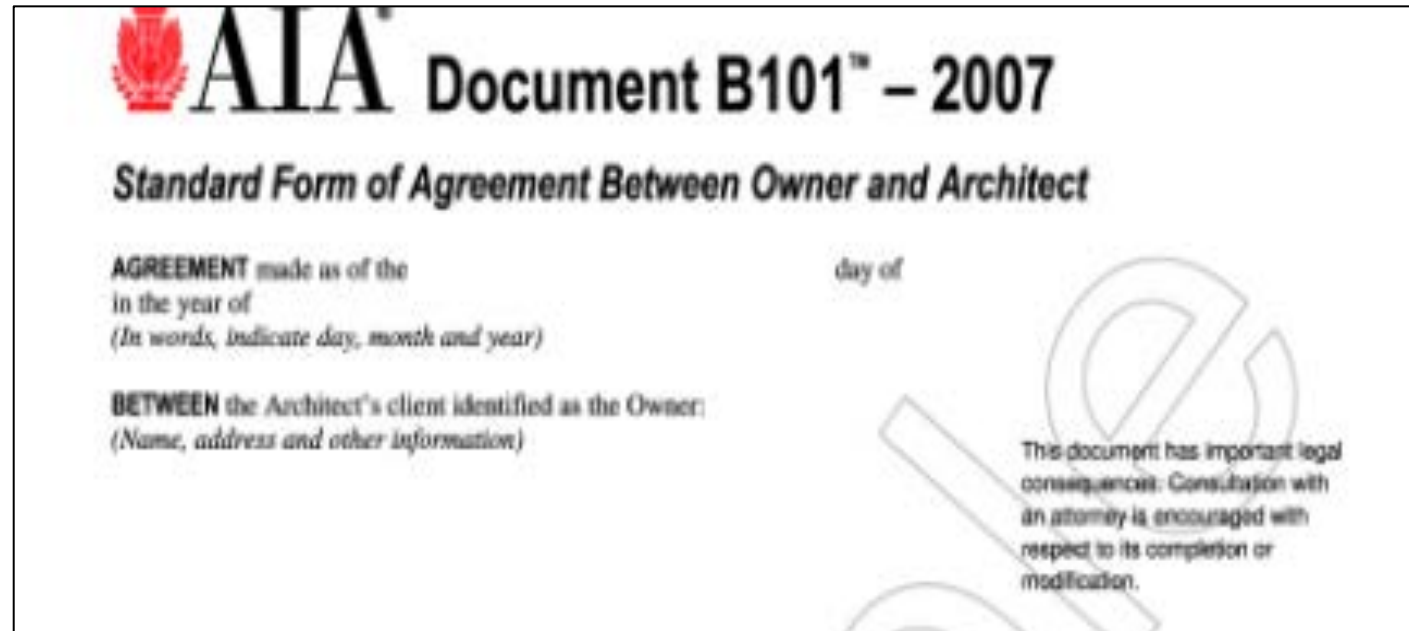 AIA® Document B101™ – 2007
Standard Form of Agreement Between Owner and Architect
AGREEMENT made as of the day of
in the year of
(In words, indicate day, month and year)
BETWEEN the Architect's client identified as the Owner:
(Name, address and other information)
This document has important legal
consequences. Consultation with
an attorney is encouraged with
respect to its completion or
modification.
le